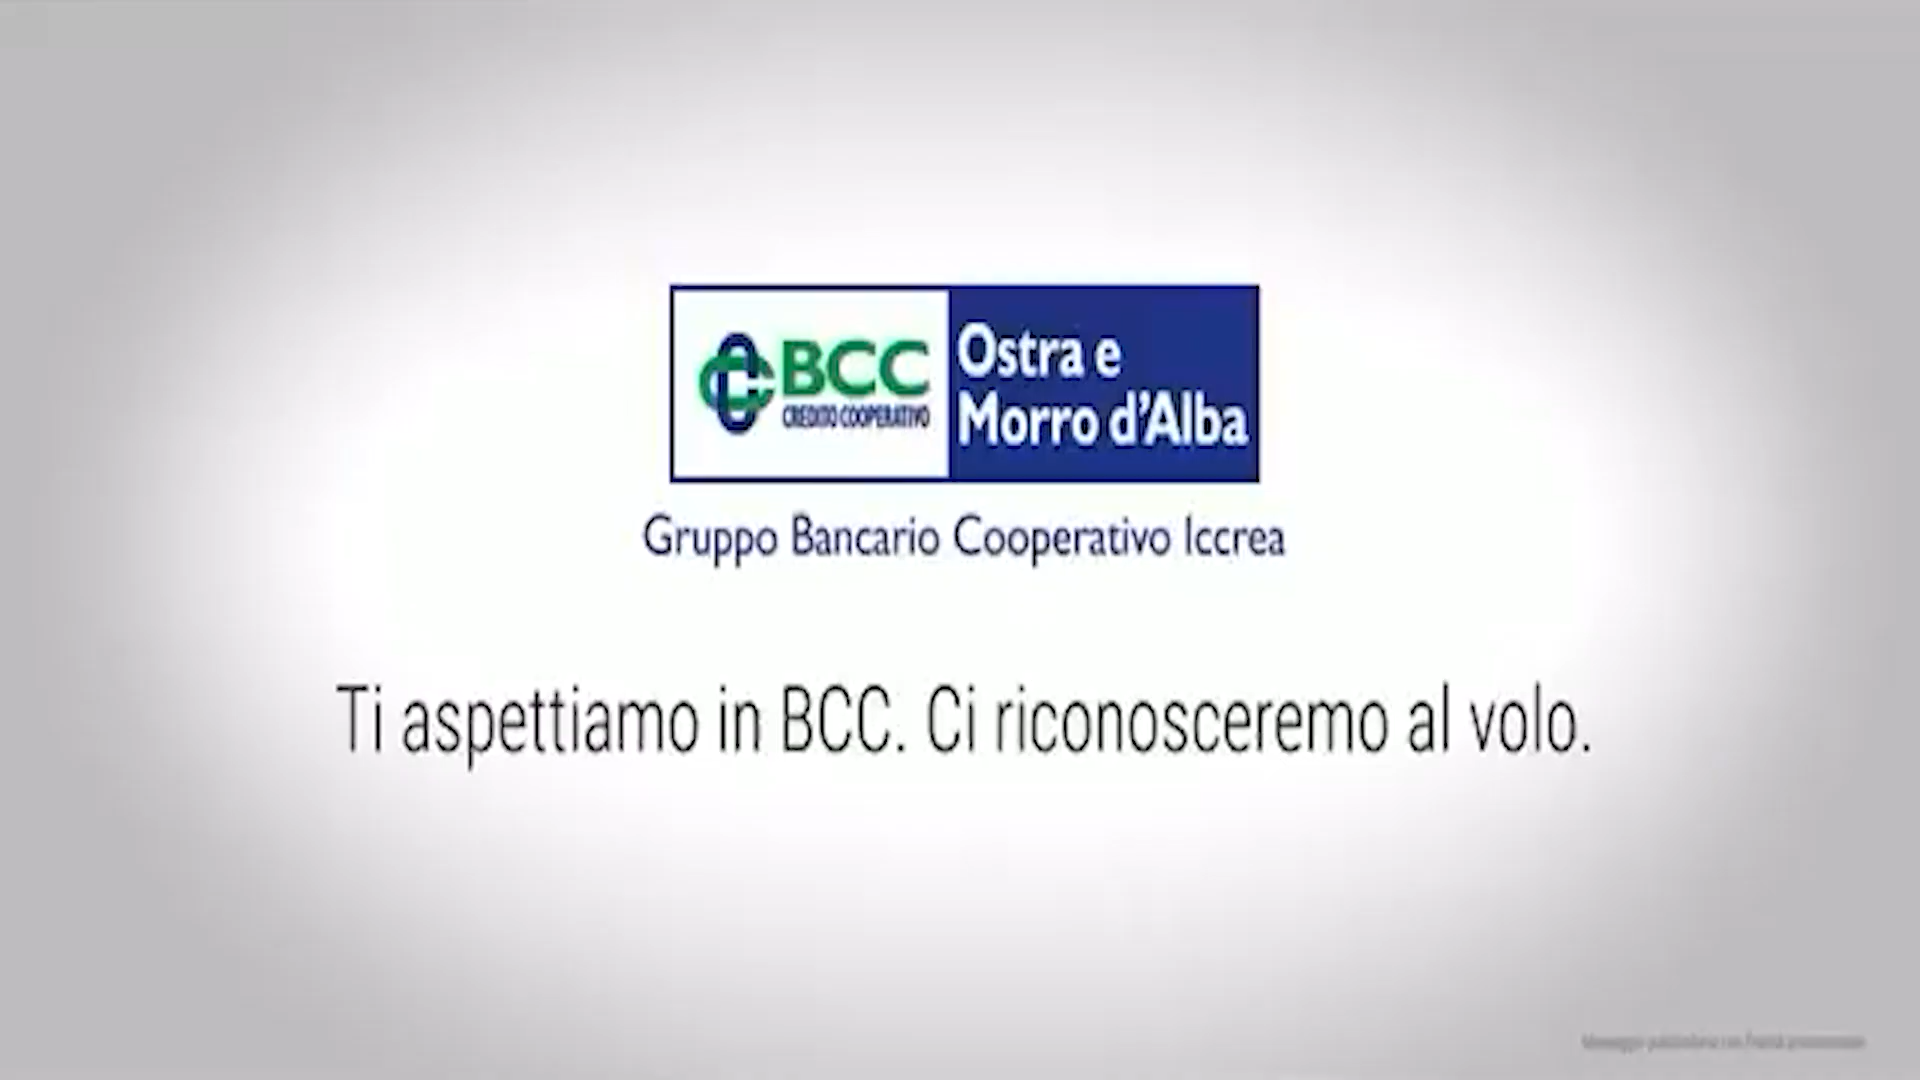 BCC
CREDITO COOPERATIVO
Ostra e
Morro d'Alba
Gruppo Bancario Cooperativo Iccrea
Ti aspettiamo in BCC. Ci riconosceremo al volo.